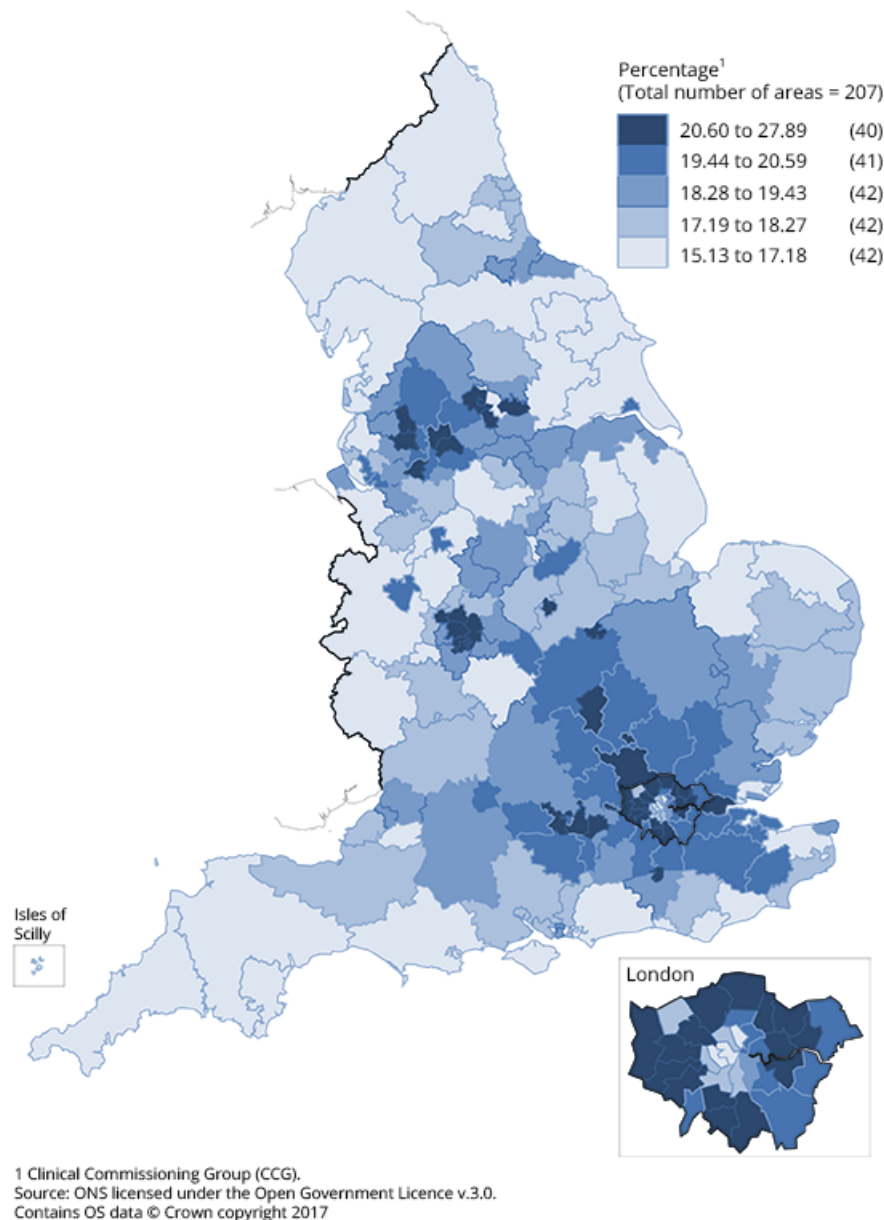 Percentage1
(Total number of areas = 207)
20.60 to 27.89 (40)
19.44 to 20.59 (41)
18.28 to 19.43 (42)
17.19 to 18.27 (42)
15.13 to 17.18 (42)
Isles of
Scilly
London
1 Clinical Commissioning Group (CCG).
Source: ONS licensed under the Open Government Licence v.3.0.
Contains OS data © Crown copyright 2017